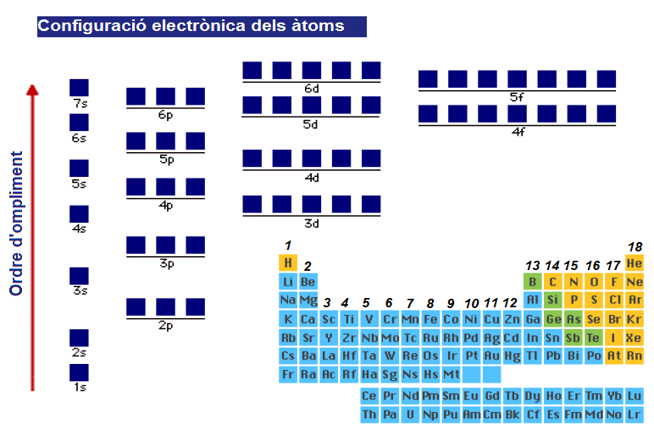 Configuració electrònica dels àtoms
Ordre d'ompliment
7s
6s
5s
4s
3s
2s
1s
6p
5p
4p
3p
2p
6d
5d
4d
3d
5f
4f
1 18
H 2 13 14 15 16 17 He
Li Be B C N O F Ne
Na Mg 3 4 5 6 7 8 9 10 11 12 Al Si P S Cl Ar
K Ca Sc Ti V Cr Mn Fe Co Ni Cu Zn Ga Ge As Se Br Kr
Rb Sr Y Zr Nb Mo Tc Ru Rh Pd Ag Cd In Sn Sb Te I Xe
Cs Ba La Hf Ta W Re Os Ir Pt Au Hg Tl Pb Bi Po At Rn
Fr Ra Ac Rf Ha Sg Ns Hs Mt
Ce Pr Nd Pm Sm Eu Gd Tb Dy Ho Er Tm Yb Lu
Th Pa U Np Pu Am Cm Bk Cf Es Fm Md No Lr